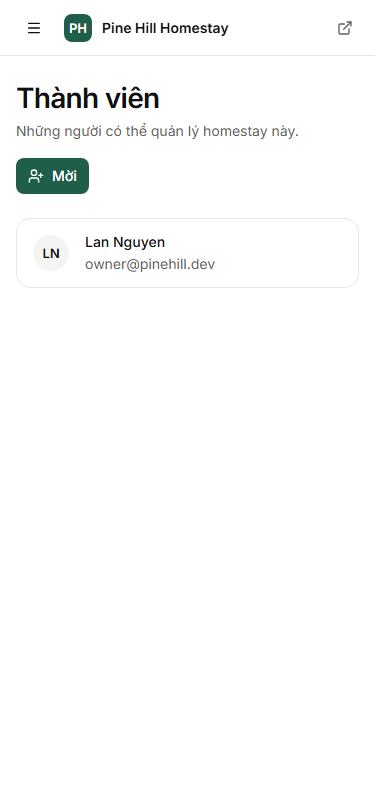 PH
Pine Hill Homestay
Thành viên
Những người có thể quản lý homestay này.
Mời
LN
Lan Nguyen
owner@pinehill.dev